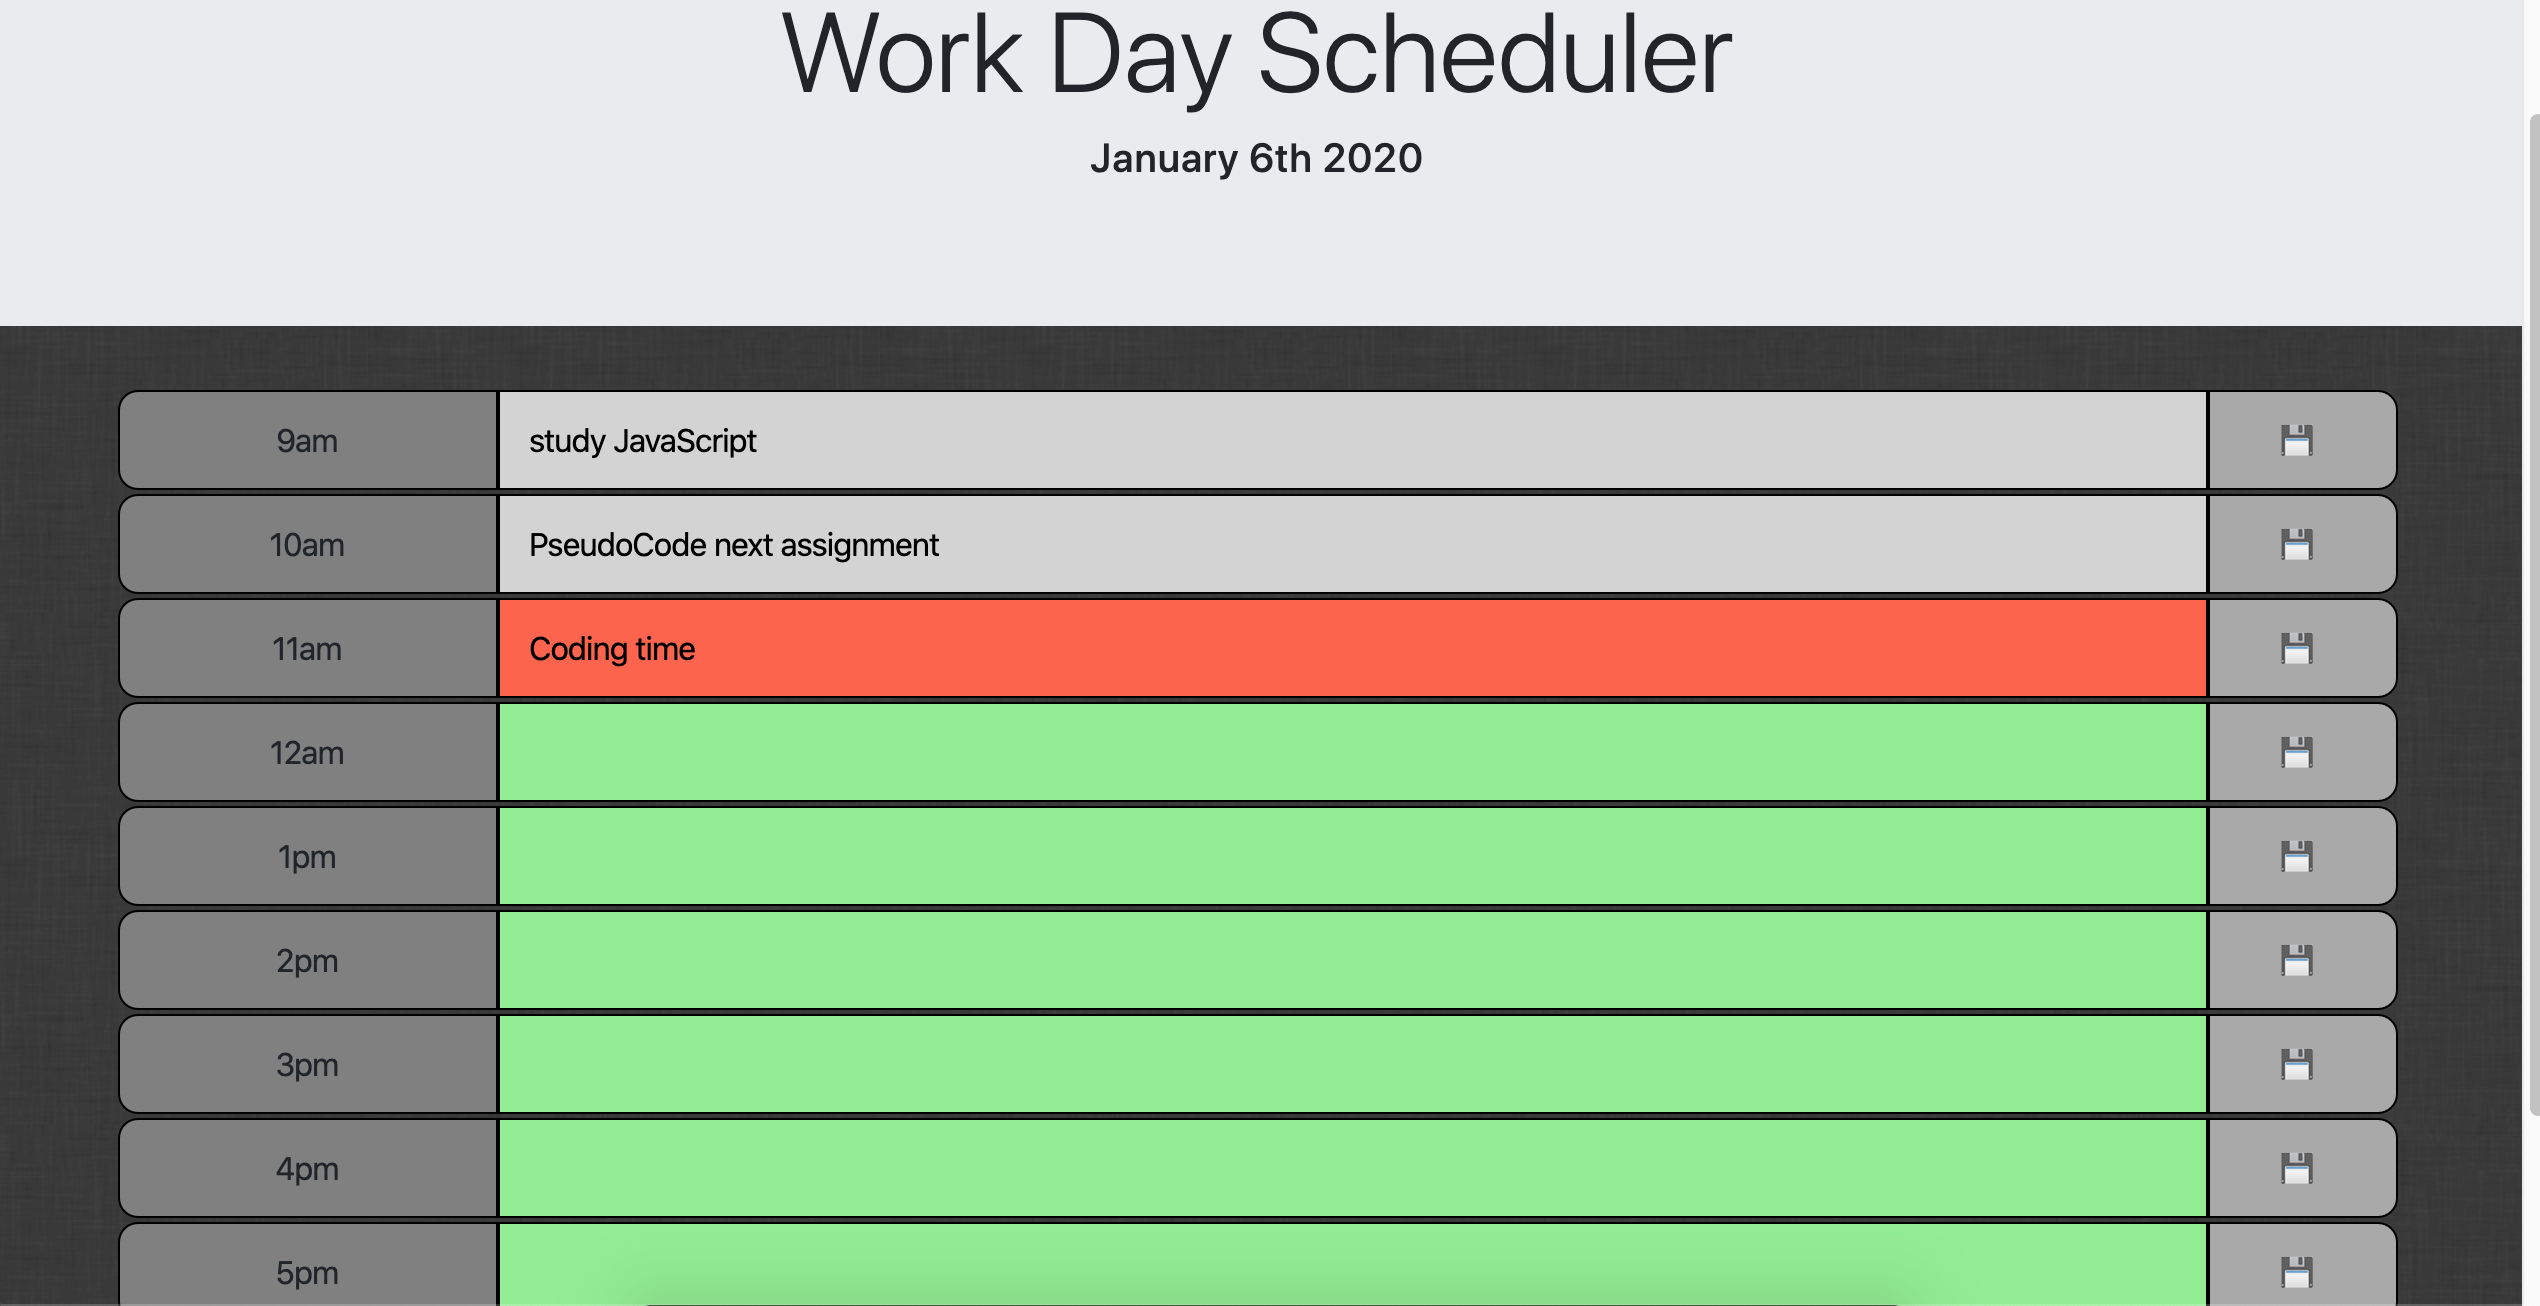 Work Day Scheduler
January 6th 2020
9am study JavaScript
10am PseudoCode next assignment
11am Coding time
12am
1pm
2pm
3pm
4pm
5pm